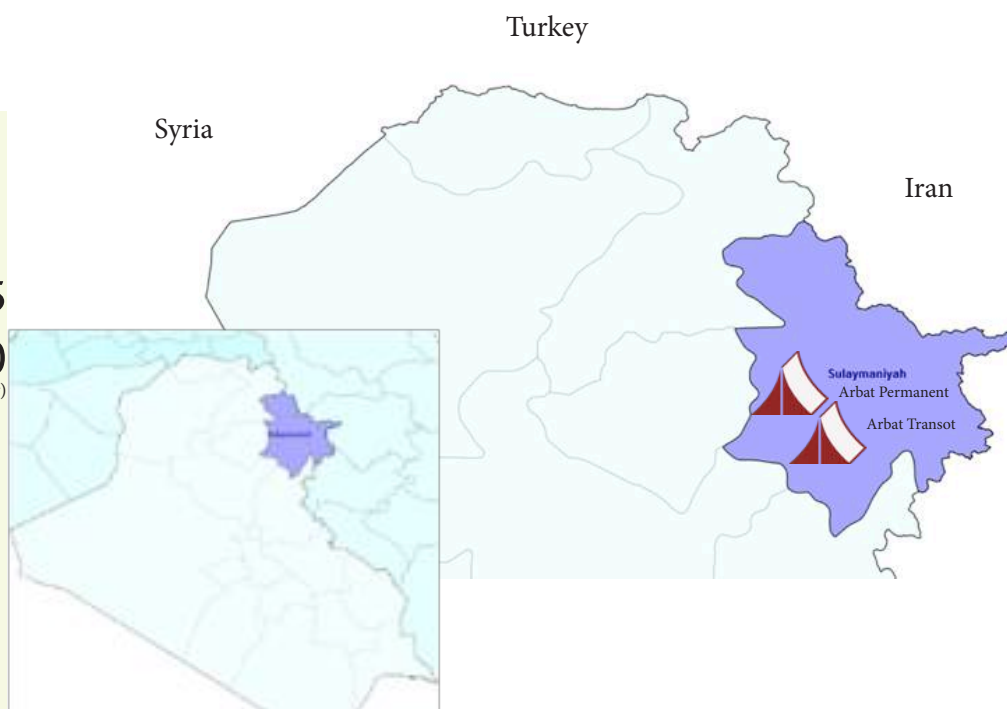 Turkey
Syria
Iran
Sulaymaniyah
Arbat Permanent
Arbat Transot
)